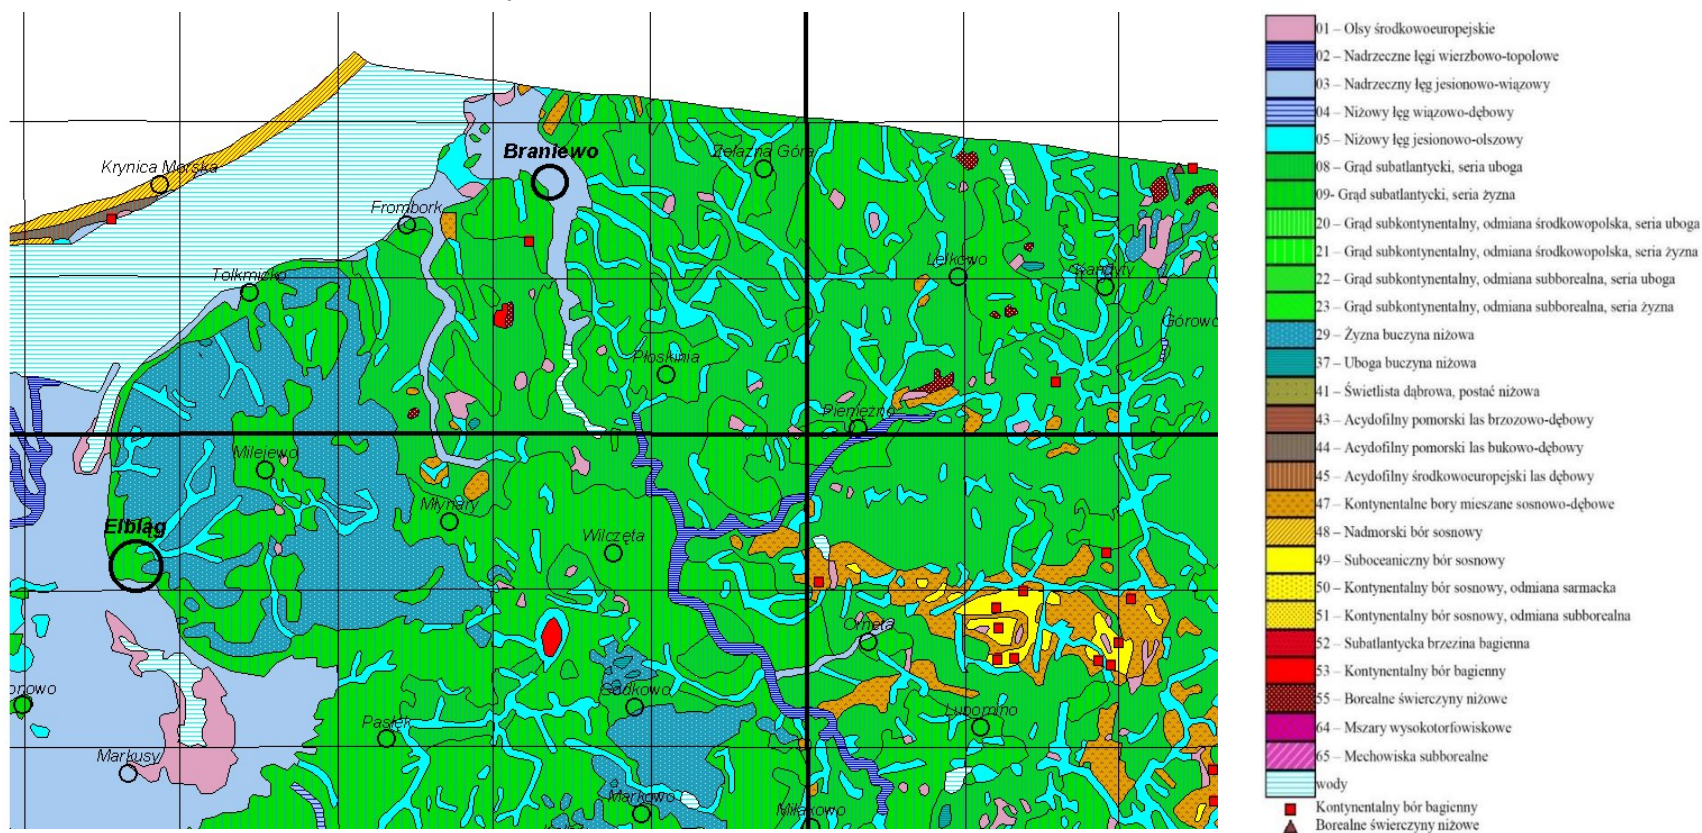 Krynica Morska
Braniewo
Żelazna Góra
Frombork
Tolkmicko
Lelkowo
Kandyty
Górowo
Płoskinia
Pieniężno
Milejewo
Młynary
Elbląg
Wilczęta
Orneta
onowo
Godkowo
Lubomino
Pasłęk
Markusy
Markowo
Miłakowo
01 – Olsy środkowoeuropejskie
02 – Nadrzeczne łęgi wierzbowo-topolowe
03 – Nadrzeczny łęg jesionowo-wiązowy
04 – Niżowy łęg wiązowo-dębowy
05 – Niżowy łęg jesionowo-olszowy
08 – Grąd subatlantycki, seria uboga
09- Grąd subatlantycki, seria żyzna
20 – Grąd subkontynentalny, odmiana środkowopolska, seria uboga
21 – Grąd subkontynentalny, odmiana środkowopolska, seria żyzna
22 – Grąd subkontynentalny, odmiana subborealna, seria uboga
23 – Grąd subkontynentalny, odmiana subborealna, seria żyzna
29 – Żyzna buczyna niżowa
37 – Uboga buczyna niżowa
41 – Świetlista dąbrowa, postać niżowa
43 – Acydofilny pomorski las brzozowo-dębowy
44 – Acydofilny pomorski las bukowo-dębowy
45 – Acydofilny środkowoeuropejski las dębowy
47 – Kontynentalne bory mieszane sosnowo-dębowe
48 – Nadmorski bór sosnowy
49 – Suboceaniczny bór sosnowy
50 – Kontynentalny bór sosnowy, odmiana sarmacka
51 – Kontynentalny bór sosnowy, odmiana subborealna
52 – Subatlantycka brzezina bagienna
53 – Kontynentalny bór bagienny
55 – Borealne świerczyny niżowe
64 – Mszary wysokotorfowiskowe
65 – Mechowiska subborealne
wody
Kontynentalny bór bagienny
Borealne świerczyny niżowe